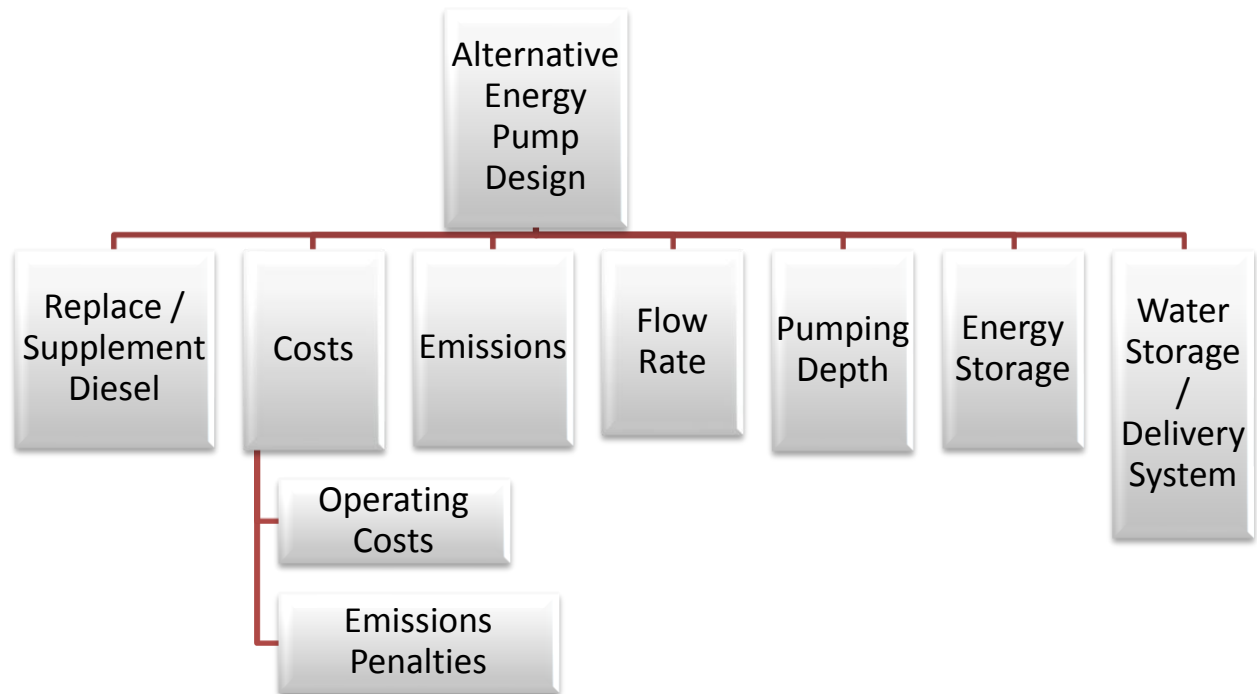 Alternative
Energy
Pump
Design
Replace /
Supplement
Diesel
Costs
Emissions
Flow
Rate
Pumping
Depth
Energy
Storage
Water
Storage
/
Delivery
System
Operating
Costs
Emissions
Penalties